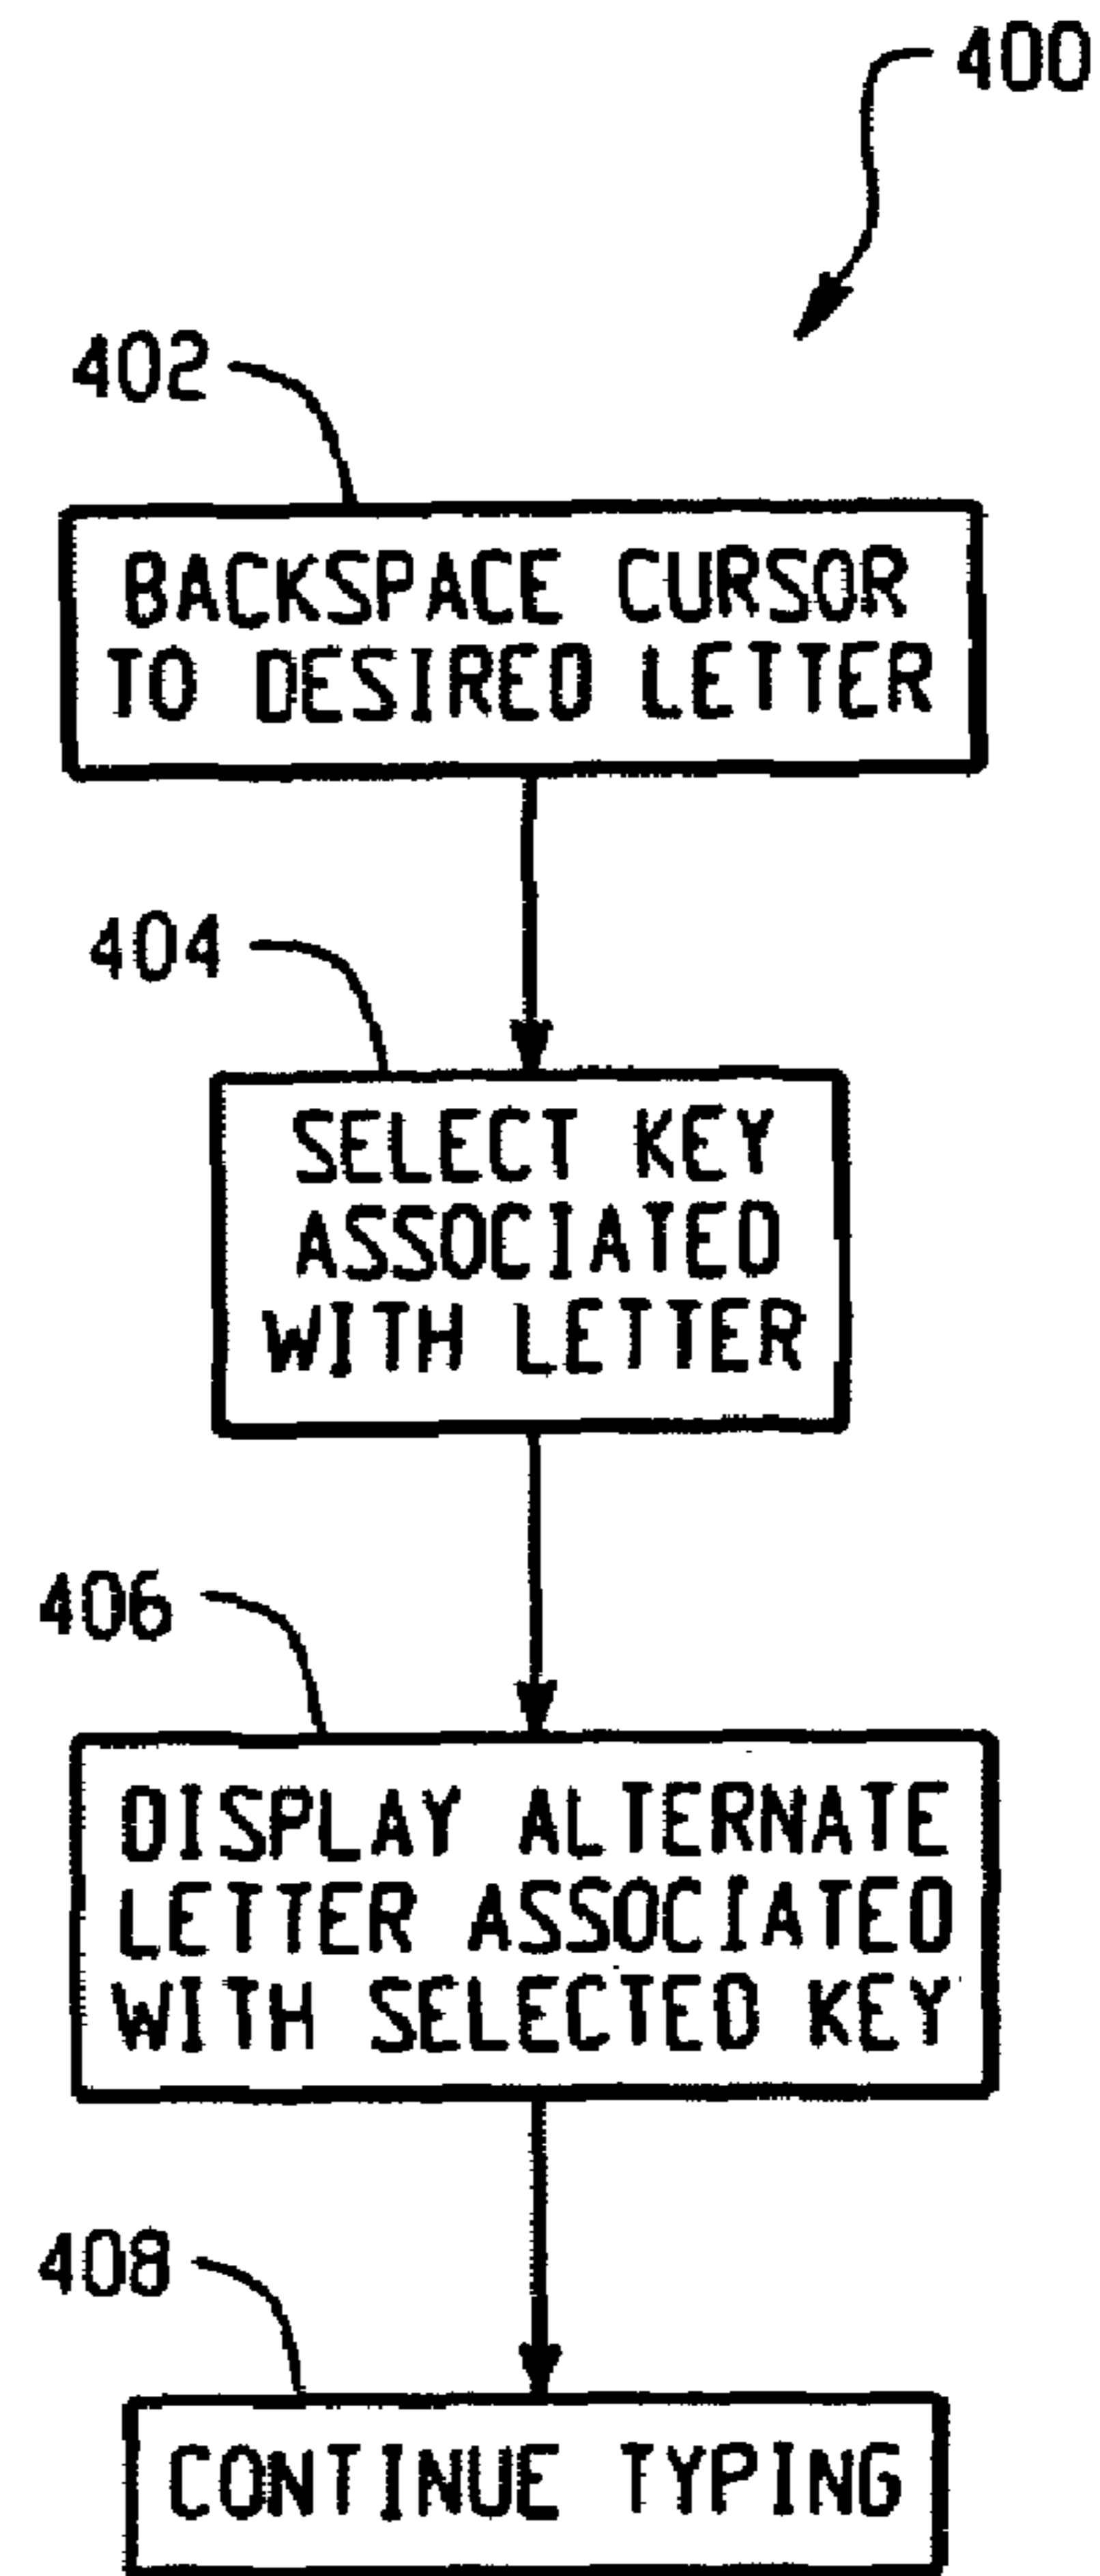 400
402
BACKSPACE CURSOR
TO DESIRED LETTER
404
SELECT KEY
ASSOCIATED
WITH LETTER
406
DISPLAY ALTERNATE
LETTER ASSOCIATED
WITH SELECTED KEY
408
CONTINUE TYPING